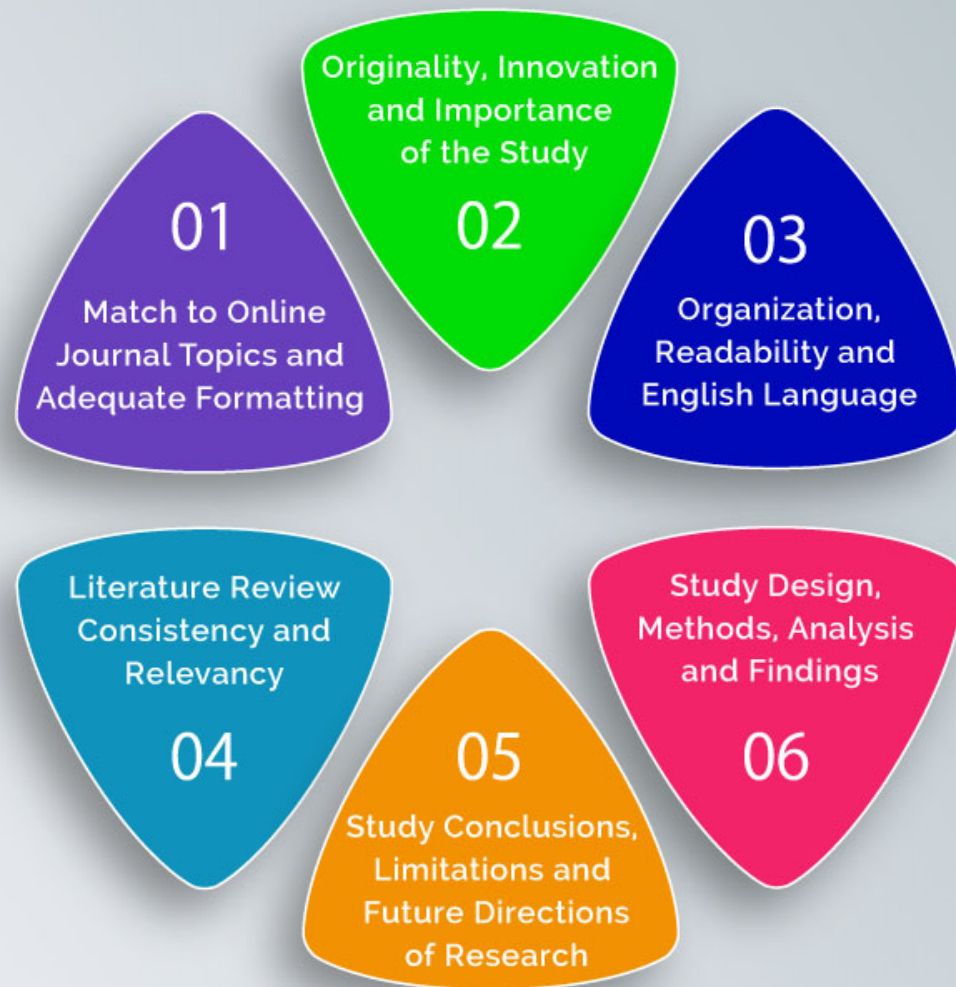 01
Match to Online
Journal Topics and
Adequate Formatting
Originality, Innovation
and Importance
of the Study
02
03
Organization,
Readability and
English Language
Literature Review
Consistency and
Relevancy
04
05
Study Conclusions,
Limitations and
Future Directions
of Research
Study Design,
Methods, Analysis
and Findings
06